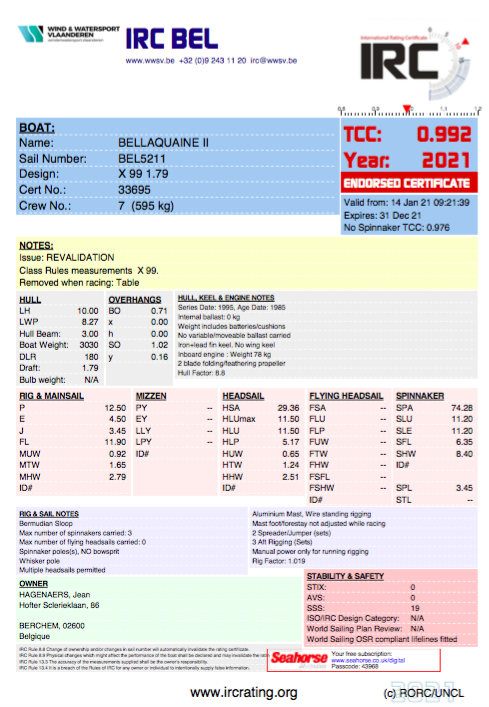 WIND & WATERSPORT
VLAANDEREN
IRC BEL
www.wwsv.be +32 (0)9 243 11 20 irc@wwsv.be
International Rating Certificate
IRC
0.8 0.9 1.0 1.1 1.2
BOAT:
Name: BELLAQUAINE II
Sail Number: BEL5211
Design: X 99 1.79
Cert No.: 33695
Crew No.: 7 (595 kg)
TCC: 0.992
Year: 2021
ENDORSED CERTIFICATE
Valid from: 14 Jan 21 09:21:39
Expires: 31 Dec 21
No Spinnaker TCC: 0.976
NOTES:
Issue: REVALIDATION
Class Rules measurements X 99.
Removed when racing: Table
HULL
LH 10.00
LWP 8.27
Hull Beam: 3.00
Boat Weight: 3030
DLR 180
Draft: 1.79
Bulb weight: N/A
OVERHANGS
BO 0.71
x 0.00
h 0.00
SO 1.02
y 0.16
HULL, KEEL & ENGINE NOTES
Series Date: 1995, Age Date: 1985
Internal ballast: 0 kg
Weight includes batteries/cushions
No variable/moveable ballast carried
Iron+lead fin keel. No wing keel
Inboard engine : Weight 78 kg
2 blade folding/feathering propeller
Hull Factor: 8.8
RIG & MAINSAIL
P 12.50
E 4.50
J 3.45
FL 11.90
MUW 0.92
MTW 1.65
MHW 2.79
ID#
MIZZEN
PY --
EY --
LLY --
LPY --
ID#
HEADSAIL
HSA 29.36
HLUmax 11.50
HLU 11.50
HLP 5.17
HUW 0.65
HTW 1.24
HHW 2.51
ID#
FLYING HEADSAIL
FSA --
FLU --
FLP --
FUW --
FTW --
FHW --
FSFL --
FSHW --
ID#
SPINNAKER
SPA 74.28
SLU 11.20
SLE 11.20
SFL 6.35
SHW 8.40
ID#
SPL 3.45
STL --
RIG & SAIL NOTES
Bermudian Sloop
Max number of spinnakers carried: 3
Max number of flying headsails carried: 0
Spinnaker poles(s), NO bowsprit
Whisker pole
Multiple headsails permitted
Aluminium Mast, Wire standing rigging
Mast foot/forestay not adjusted while racing
2 Spreader/Jumper (sets)
3 Aft Rigging (Sets)
Manual power only for running rigging
Rig Factor: 1.019
OWNER
HAGENAERS, Jean
Hofter Sclerieklaan, 86
BERCHEM, 02600
Belgique
STABILITY & SAFETY
STIX: 0
AVS: 0
SSS: 19
ISO/IRC Design Category: N/A
World Sailing Plan Review: N/A
World Sailing OSR compliant lifelines fitted
IRC Rule 8.8 Change of ownership and/or changes in sail number will automatically invalidate the rating certificate.
IRC Rule 8.9 Physical changes which might affect the performance of the boat shall be declared and may invalidate the rati
IRC Rule 13.3 The accuracy of the measurements supplied shall be the owner's responsibility.
IRC Rule 13.4 It is a breach of the Rules of IRC for any owner or individual to intentionally supply false information.
Seahorse
Your free subscription:
www.seahorse.co.uk/digital
Passcode: 43968
www.ircrating.org
2021
(c) RORC/UNCL